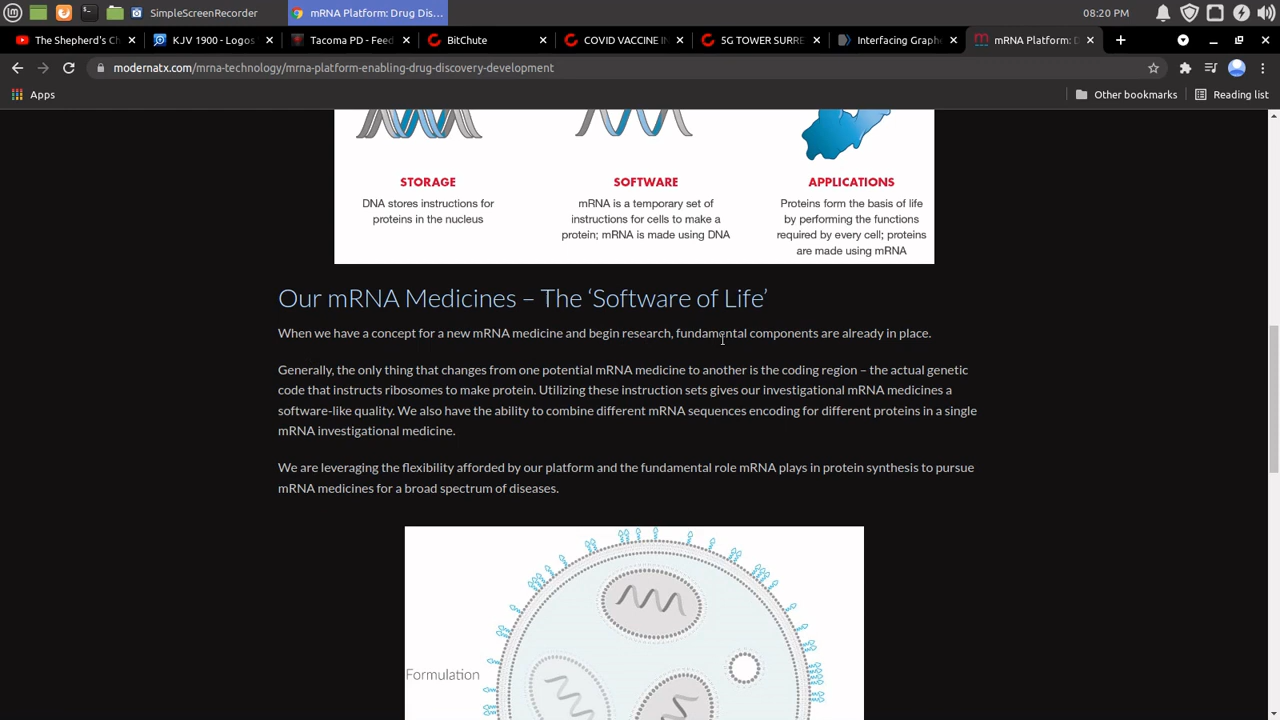 SimpleScreenRecorder
mRNA Platform: Drug Dis...
08:20 PM
The Shepherd's Ch
KJV 1900 - Logos
Tacoma PD - Feed
BitChute
COVID VACCINE IN
5G TOWER SURRE
Interfacing Graph
mRNA Platform: D
modernatx.com/mrna-technology/mrna-platform-enabling-drug-discovery-development
Apps
Other bookmarks
Reading list
STORAGE
DNA stores instructions for
proteins in the nucleus
SOFTWARE
mRNA is a temporary set of
instructions for cells to make a
protein; mRNA is made using DNA
APPLICATIONS
Proteins form the basis of life
by performing the functions
required by every cell; proteins
are made using mRNA
Our mRNA Medicines – The ‘Software of Life’
When we have a concept for a new mRNA medicine and begin research, fundamental components are already in place.
Generally, the only thing that changes from one potential mRNA medicine to another is the coding region – the actual genetic
code that instructs ribosomes to make protein. Utilizing these instruction sets gives our investigational mRNA medicines a
software-like quality. We also have the ability to combine different mRNA sequences encoding for different proteins in a single
mRNA investigational medicine.
We are leveraging the flexibility afforded by our platform and the fundamental role mRNA plays in protein synthesis to pursue
mRNA medicines for a broad spectrum of diseases.
Formulation